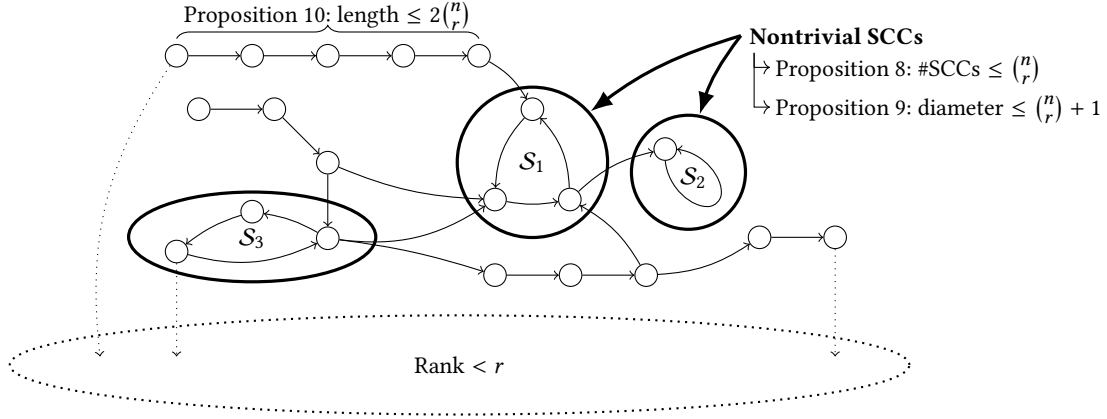 Proposition 10: length ≤ 2(n r)
Nontrivial SCCs
Proposition 8: #SCCs ≤ (n r)
Proposition 9: diameter ≤ (n r) + 1
S₁
S₂
S₃
Rank < r